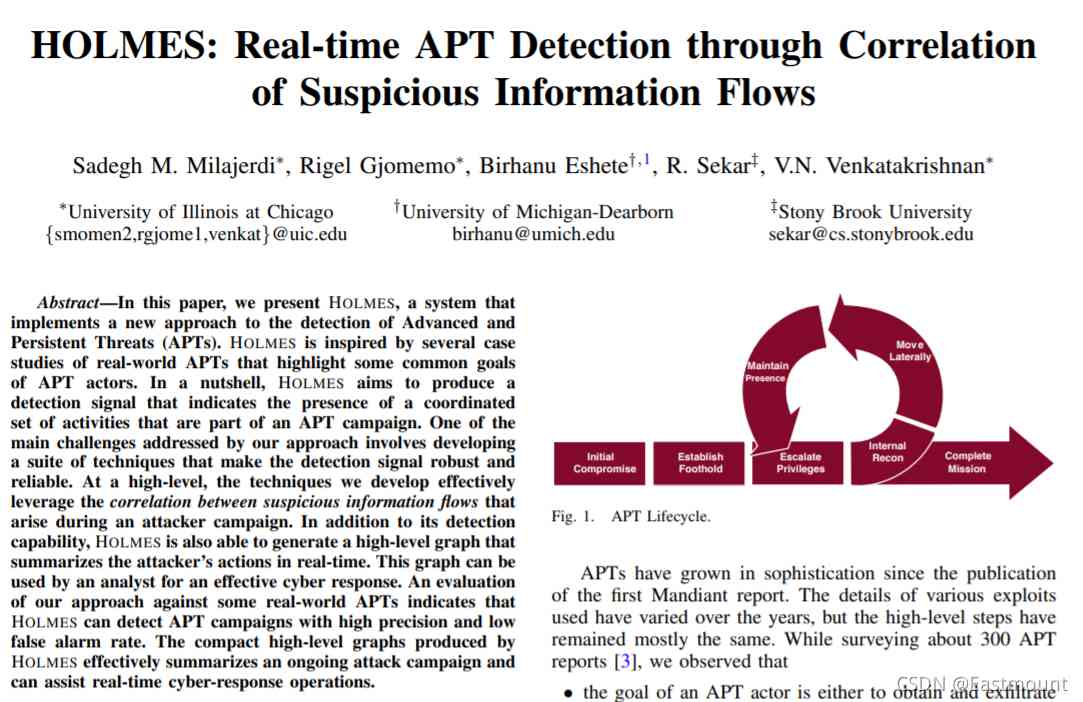 HOLMES: Real-time APT Detection through Correlation
of Suspicious Information Flows
Sadegh M. Milajerdi*, Rigel Gjomemo*, Birhanu Eshete†,1, R. Sekar‡, V.N. Venkatakrishnan*
*University of Illinois at Chicago
{smomen2,rgjome1,venkat}@uic.edu
†University of Michigan-Dearborn
birhanu@umich.edu
‡Stony Brook University
sekar@cs.stonybrook.edu
Abstract—In this paper, we present HOLMES, a system that
implements a new approach to the detection of Advanced and
Persistent Threats (APTs). HOLMES is inspired by several case
studies of real-world APTs that highlight some common goals
of APT actors. In a nutshell, HOLMES aims to produce a
detection signal that indicates the presence of a coordinated
set of activities that are part of an APT campaign. One of the
main challenges addressed by our approach involves developing
a suite of techniques that make the detection signal robust and
reliable. At a high-level, the techniques we develop effectively
leverage the correlation between suspicious information flows that
arise during an attacker campaign. In addition to its detection
capability, HOLMES is also able to generate a high-level graph that
summarizes the attacker's actions in real-time. This graph can be
used by an analyst for an effective cyber response. An evaluation
of our approach against some real-world APTs indicates that
HOLMES can detect APT campaigns with high precision and low
false alarm rate. The compact high-level graphs produced by
HOLMES effectively summarizes an ongoing attack campaign and
can assist real-time cyber-response operations.
Maintain
Presence
Move
Laterally
Initial
Compromise
Establish
Foothold
Escalate
Privileges
Internal
Recon
Complete
Mission
Fig. 1. APT Lifecycle.
APTs have grown in sophistication since the publication
of the first Mandiant report. The details of various exploits
used have varied over the years, but the high-level steps have
remained mostly the same. While surveying about 300 APT
reports [3], we observed that
• the goal of an APT actor is either to obtain and exfiltrate
CSDN @Eastmount